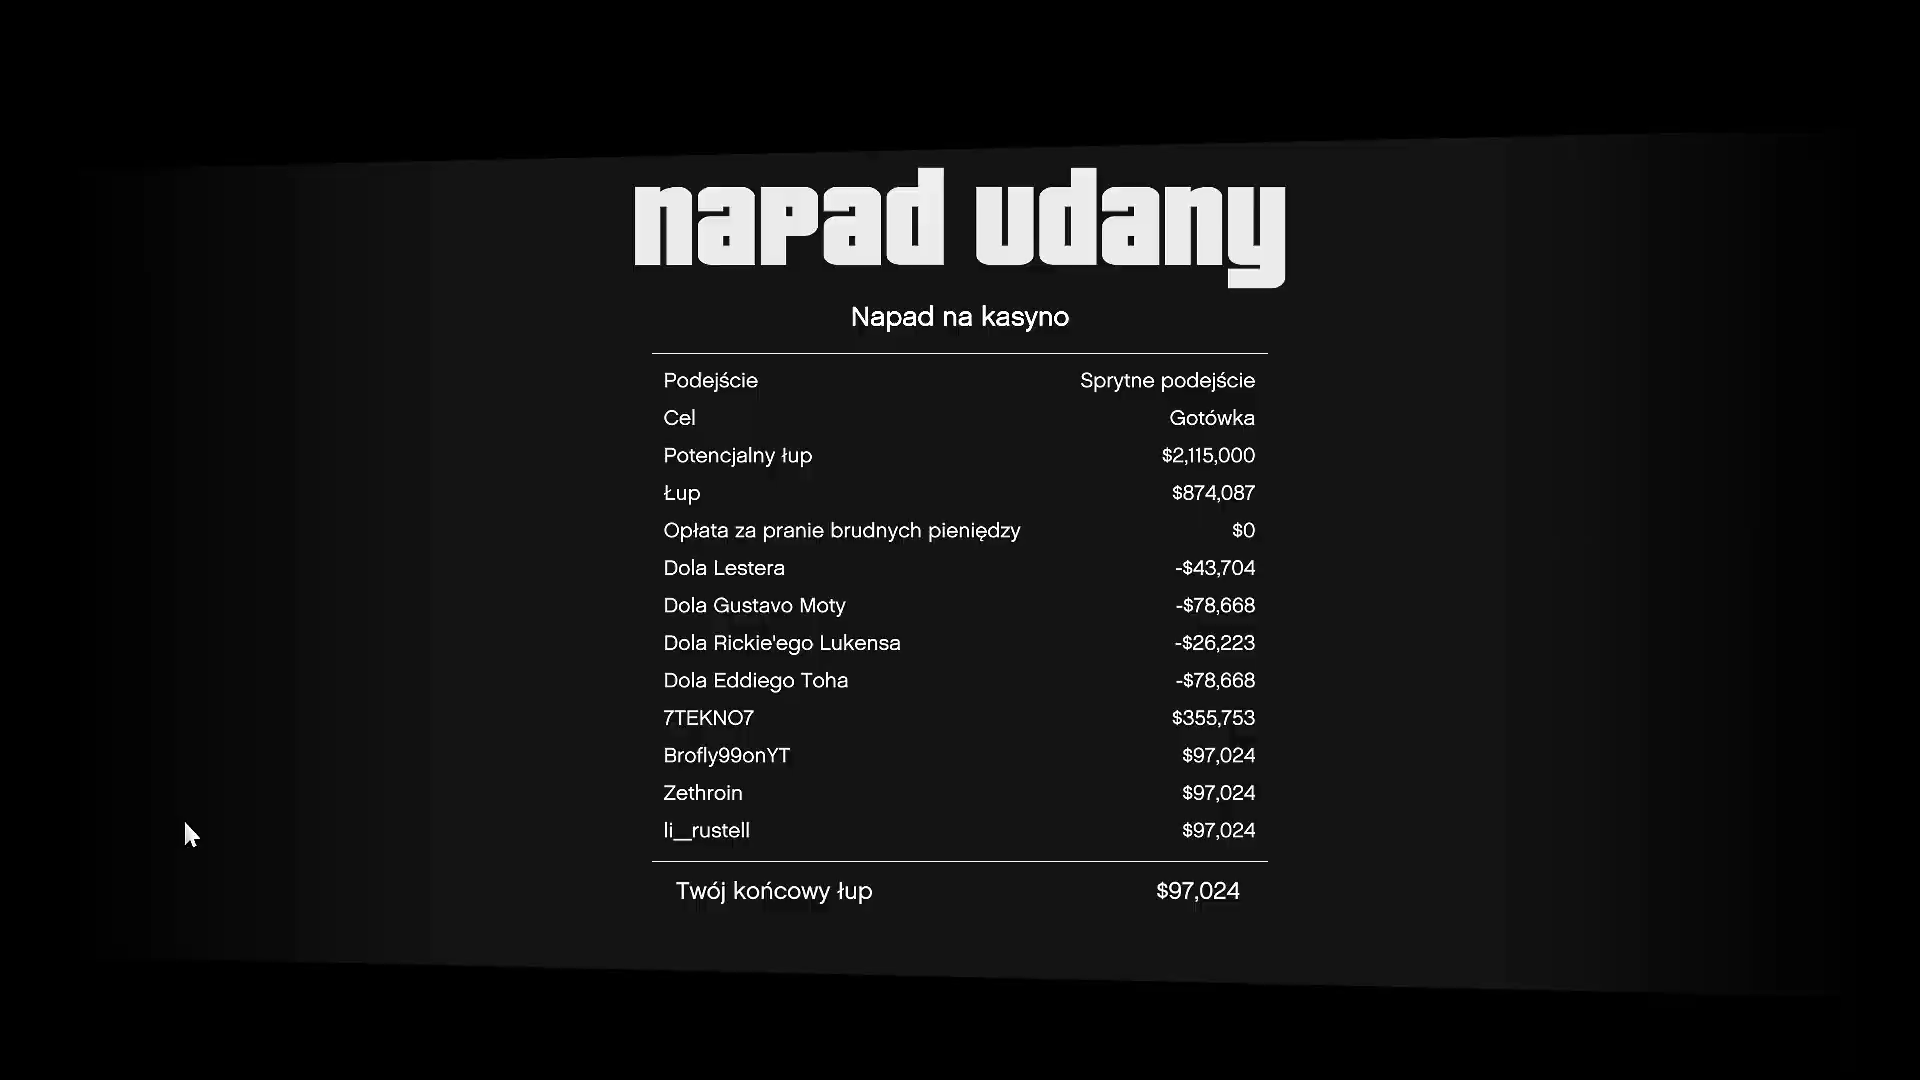 napad udany
Napad na kasyno
Podejście Sprytne podejście
Cel Gotówka
Potencjalny łup $2,115,000
Łup $874,087
Opłata za pranie brudnych pieniędzy $0
Dola Lestera -$43,704
Dola Gustavo Moty -$78,668
Dola Rickie'ego Lukensa -$26,223
Dola Eddiego Toha -$78,668
7TEKNO7 $355,753
Brofly99onYT $97,024
Zethroin $97,024
li__rustell $97,024
Twój końcowy łup $97,024